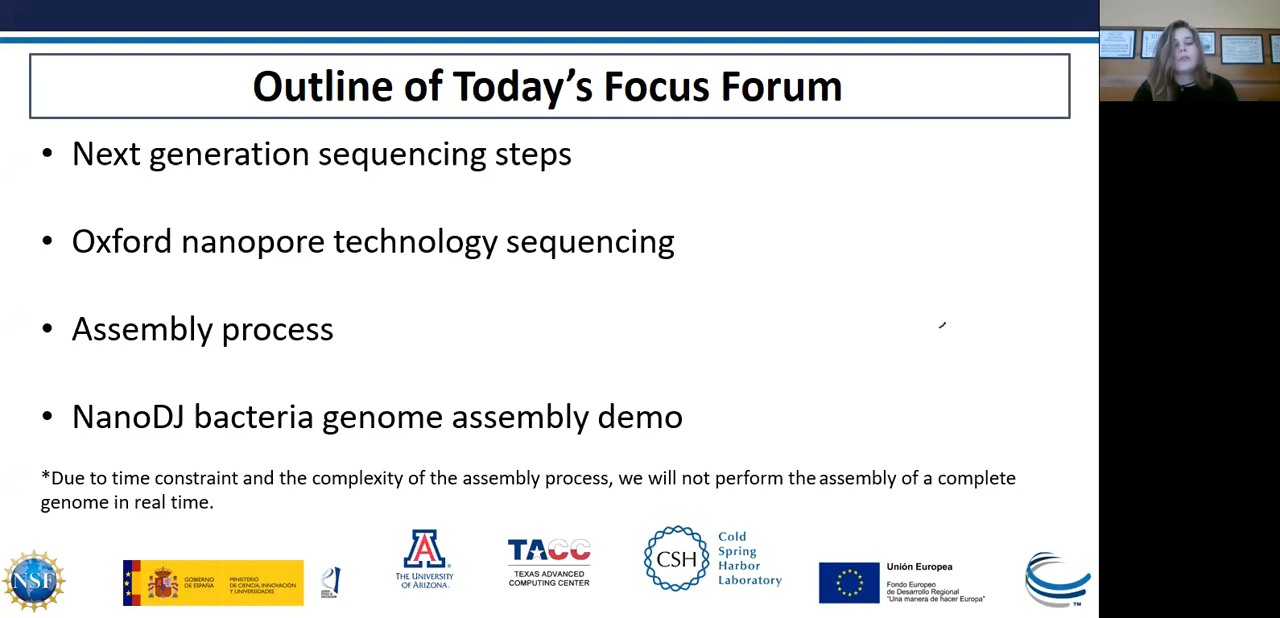 Outline of Today's Focus Forum
• Next generation sequencing steps
• Oxford nanopore technology sequencing
• Assembly process
• NanoDJ bacteria genome assembly demo
*Due to time constraint and the complexity of the assembly process, we will not perform the assembly of a complete
genome in real time.
NSF
GOBIERNO
DE ESPAÑA
MINISTERIO
DE CIENCIA, INNOVACIÓN
Y UNIVERSIDADES
A
THE UNIVERSITY
OF ARIZONA®
TACC
TEXAS ADVANCED
COMPUTING CENTER
CSH
Cold
Spring
Harbor
Laboratory
Unión Europea
Fondo Europeo
de Desarrollo Regional
"Una manera de hacer Europa"
TM